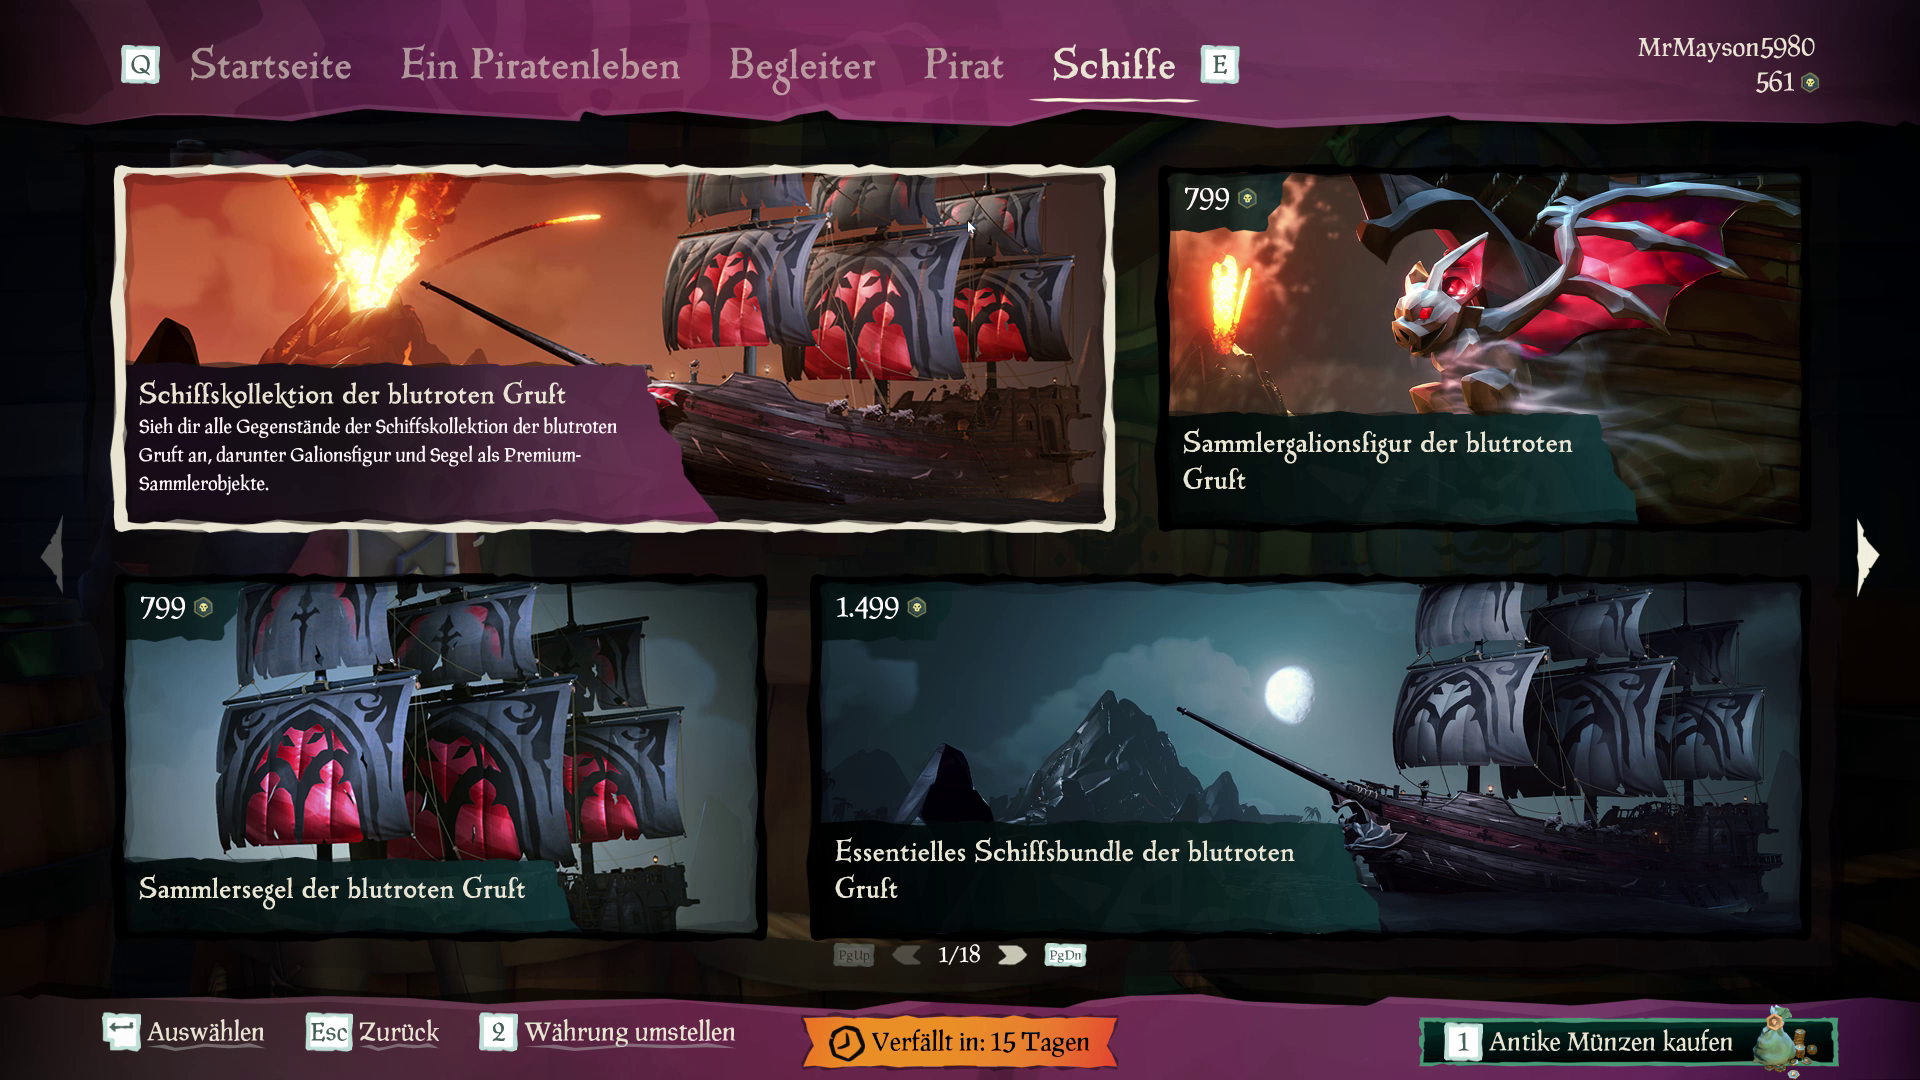 Q Startseite Ein Piratenleben Begleiter Pirat Schiffe E
MrMayson5980
561
Schiffskollektion der blutroten Gruft
Sieh dir alle Gegenstände der Schiffskollektion der blutroten
Gruft an, darunter Galionsfigur und Segel als Premium-
Sammlerobjekte.
799
Sammlergalionsfigur der blutroten
Gruft
799
Sammlersegel der blutroten Gruft
1.499
Essentielles Schiffsbundle der blutroten
Gruft
PgUp 1/18 PgDn
Auswählen Esc Zurück 2 Währung umstellen
Verfällt in: 15 Tagen
1 Antike Münzen kaufen